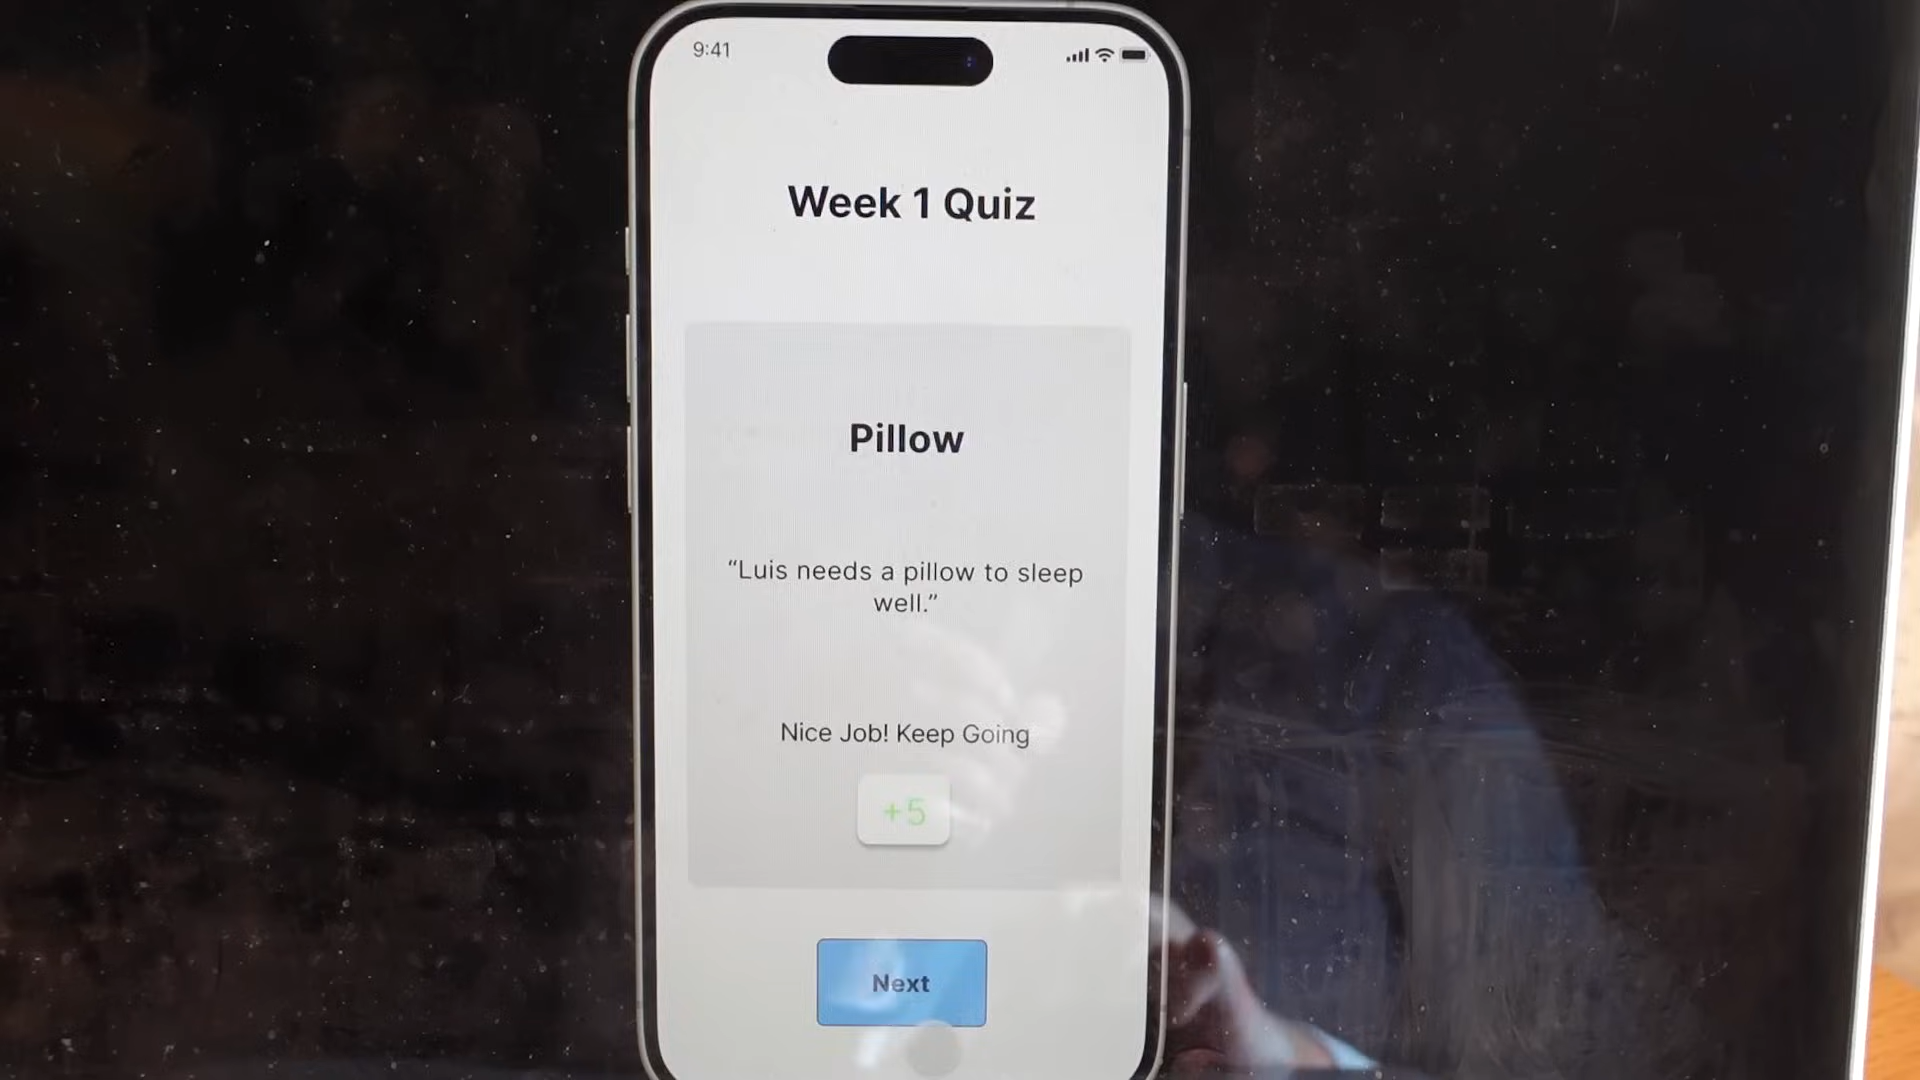 9:41
Week 1 Quiz
Pillow
“Luis needs a pillow to sleep
well.”
Nice Job! Keep Going
+5
Next